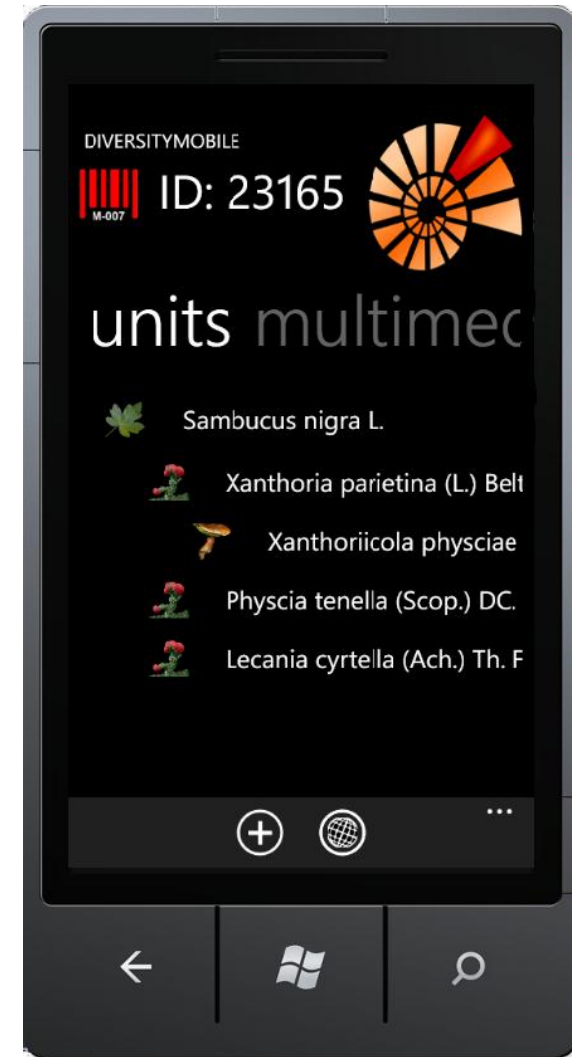 DIVERSITYMOBILE
M-007
ID: 23165
units multimed
Sambucus nigra L.
Xanthoria parietina (L.) Belt
Xanthoriicola physciae
Physcia tenella (Scop.) DC.
Lecania cyrtella (Ach.) Th. F